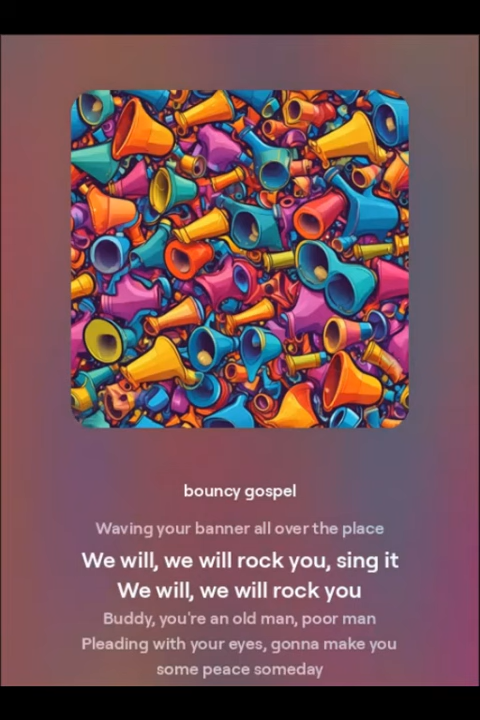 bouncy gospel
Waving your banner all over the place
We will, we will rock you, sing it
We will, we will rock you
Buddy, you're an old man, poor man
Pleading with your eyes, gonna make you
some peace someday